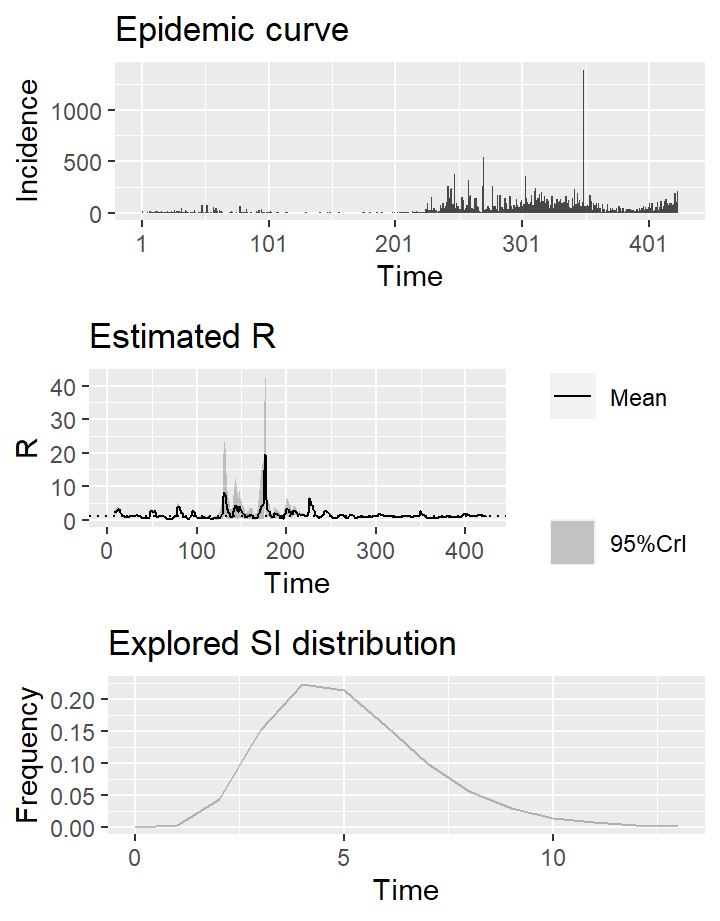 Epidemic curve
Incidence
1000
500
0
1 101 201 301 401
Time
Estimated R
R
40
30
20
10
0
0 100 200 300 400
Time
Mean
95%CrI
Explored SI distribution
Frequency
0.20
0.15
0.10
0.05
0.00
0 5 10
Time